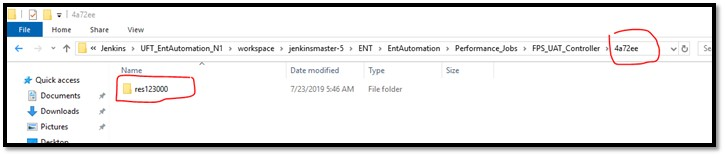 4a72ee
File Home Share View
« Jenkins > UFT_EntAutomation_N1 > workspace > jenkinsmaster-5 > ENT > EntAutomation > Performance_Jobs > FPS_UAT_Controller > 4a72ee
Name Date modified Type Size
Quick access
Documents
res123000 7/23/2019 5:46 AM File folder
Downloads
Pictures